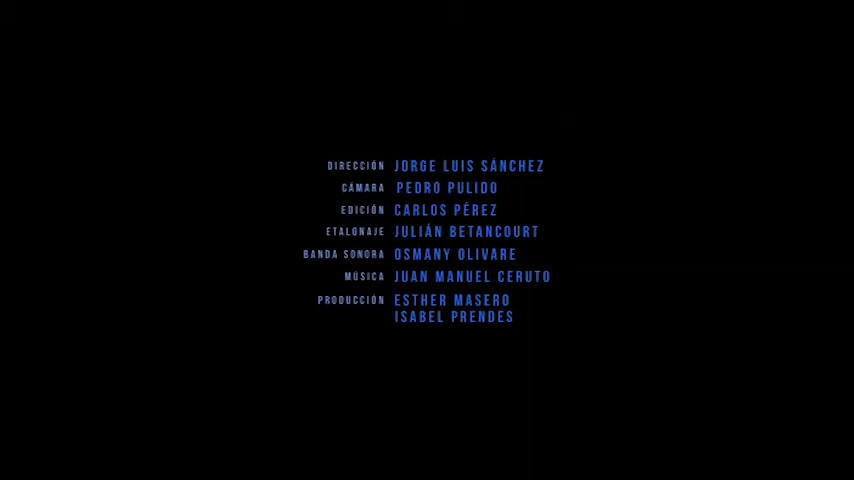 DIRECCIÓN JORGE LUIS SÁNCHEZ
CÁMARA PEDRO PULIDO
EDICIÓN CARLOS PÉREZ
ETALONAJE JULIÁN BETANCOURT
BANDA SONORA OSMANY OLIVARE
MÚSICA JUAN MANUEL CERUTO
PRODUCCIÓN ESTHER MASERO
ISABEL PRENDES